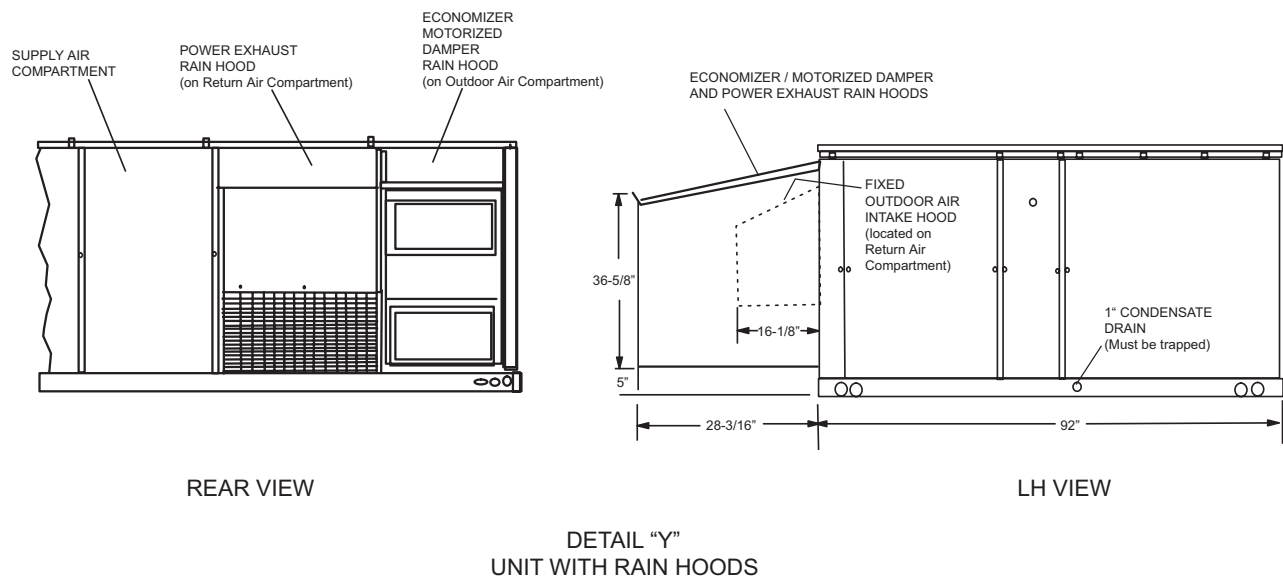 SUPPLY AIR
COMPARTMENT
POWER EXHAUST
RAIN HOOD
(on Return Air Compartment)
ECONOMIZER
MOTORIZED
DAMPER
RAIN HOOD
(on Outdoor Air Compartment)
ECONOMIZER / MOTORIZED DAMPER
AND POWER EXHAUST RAIN HOODS
FIXED
OUTDOOR AIR
INTAKE HOOD
(located on
Return Air
Compartment)
36-5/8”
16-1/8”
1“ CONDENSATE
DRAIN
(Must be trapped)
5”
28-3/16”
92”
REAR VIEW
LH VIEW
DETAIL “Y”
UNIT WITH RAIN HOODS